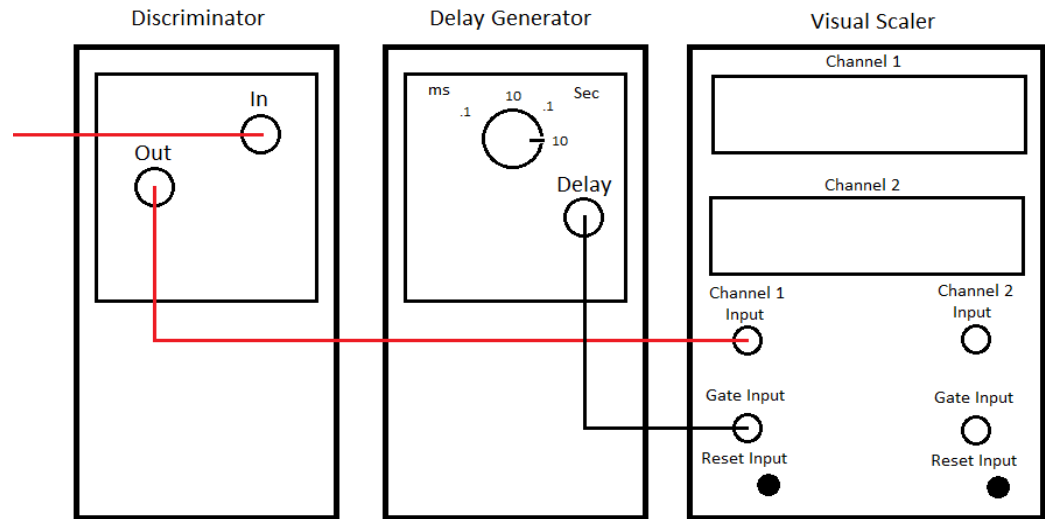 Discriminator
Delay Generator
Visual Scaler
In
Out
ms
.1
10
.1
Sec
10
Delay
Channel 1
Channel 2
Channel 1
Input
Channel 2
Input
Gate Input
Gate Input
Reset Input
Reset Input